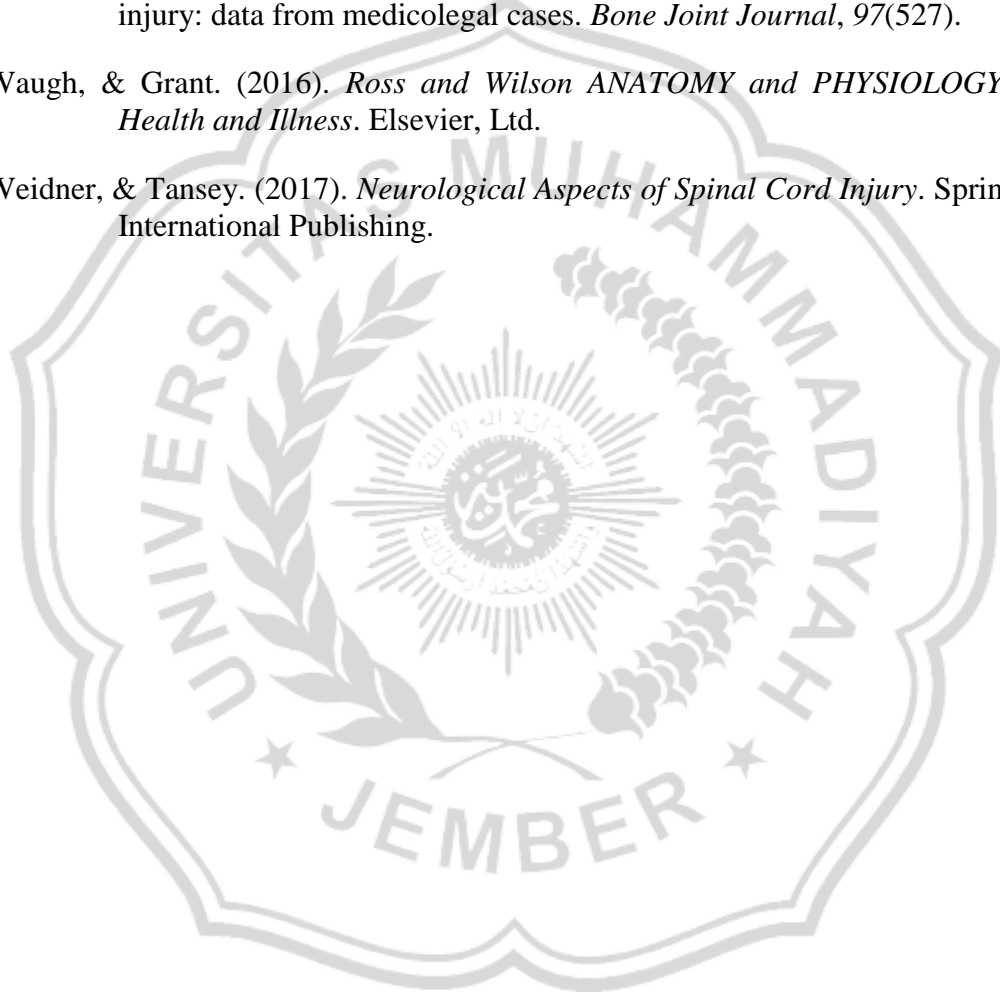 injury: data from medicolegal cases. Bone Joint Journal, 97(527).
Waugh, & Grant. (2016). Ross and Wilson ANATOMY and PHYSIOLOGY
Health and Illness. Elsevier, Ltd.
Weidner, & Tansey. (2017). Neurological Aspects of Spinal Cord Injury. Sprin
International Publishing.
UNIVERSITAS MUHAMMADIYAH
JEMBER